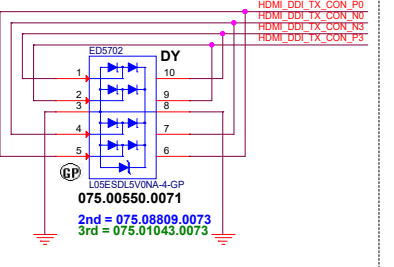 HDMI_DDI_TX_CON_P0
HDMI_DDI_TX_CON_N0
HDMI_DDI_TX_CON_N3
HDMI_DDI_TX_CON_P3
ED5702
DY
1
10
2
9
3
8
4
7
5
6
GP
L05ESDL5V0NA-4-GP
075.00550.0071
2nd = 075.08809.0073
3rd = 075.01043.0073